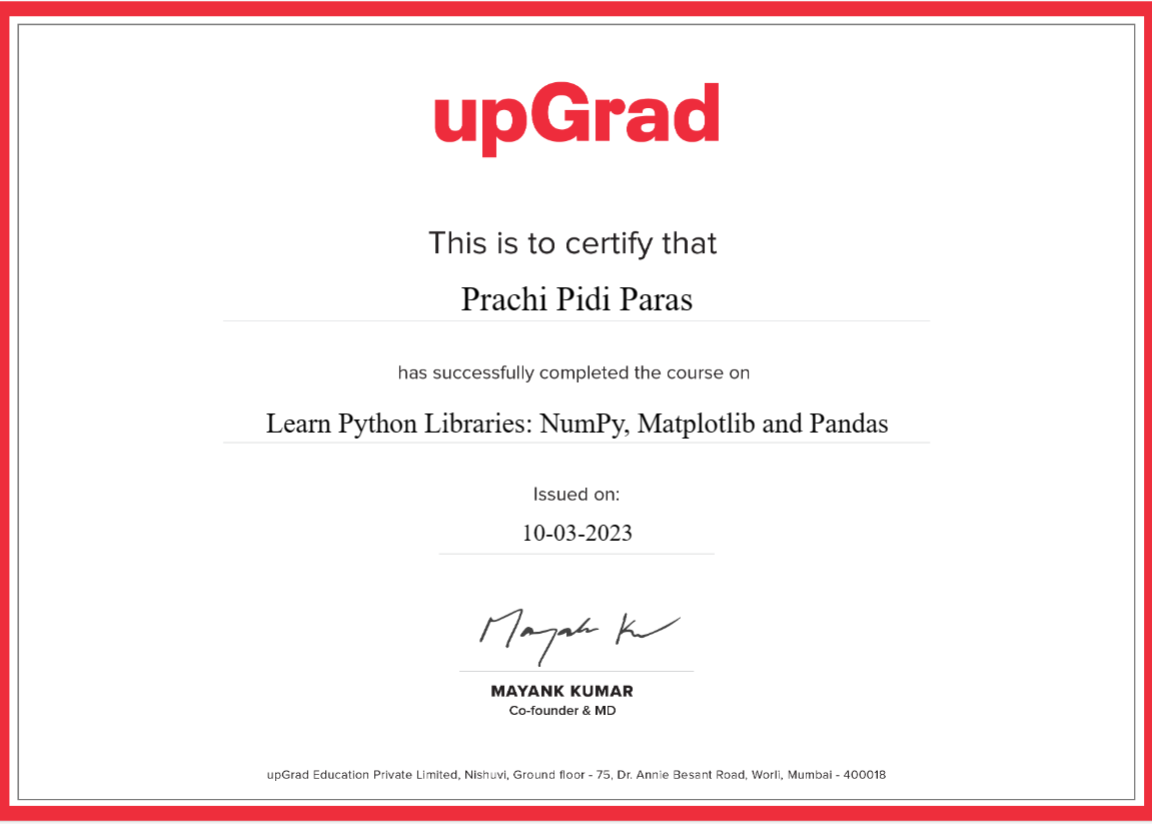 upGrad
This is to certify that
Prachi Pidi Paras
has successfully completed the course on
Learn Python Libraries: NumPy, Matplotlib and Pandas
Issued on:
10-03-2023
Mayank Ku
MAYANK KUMAR
Co-founder & MD
upGrad Education Private Limited, Nishuvi, Ground floor - 75, Dr. Annie Besant Road, Worli, Mumbai - 400018